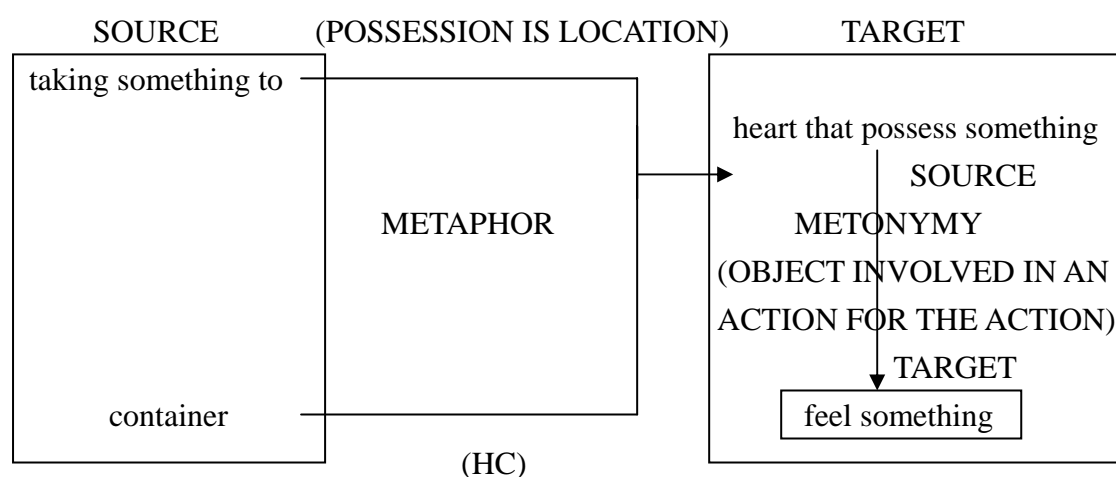 SOURCE (POSSESSION IS LOCATION) TARGET
taking something to
heart that possess something
SOURCE
METAPHOR METONYMY
(OBJECT INVOLVED IN AN
ACTION FOR THE ACTION)
TARGET
container feel something
(HC)